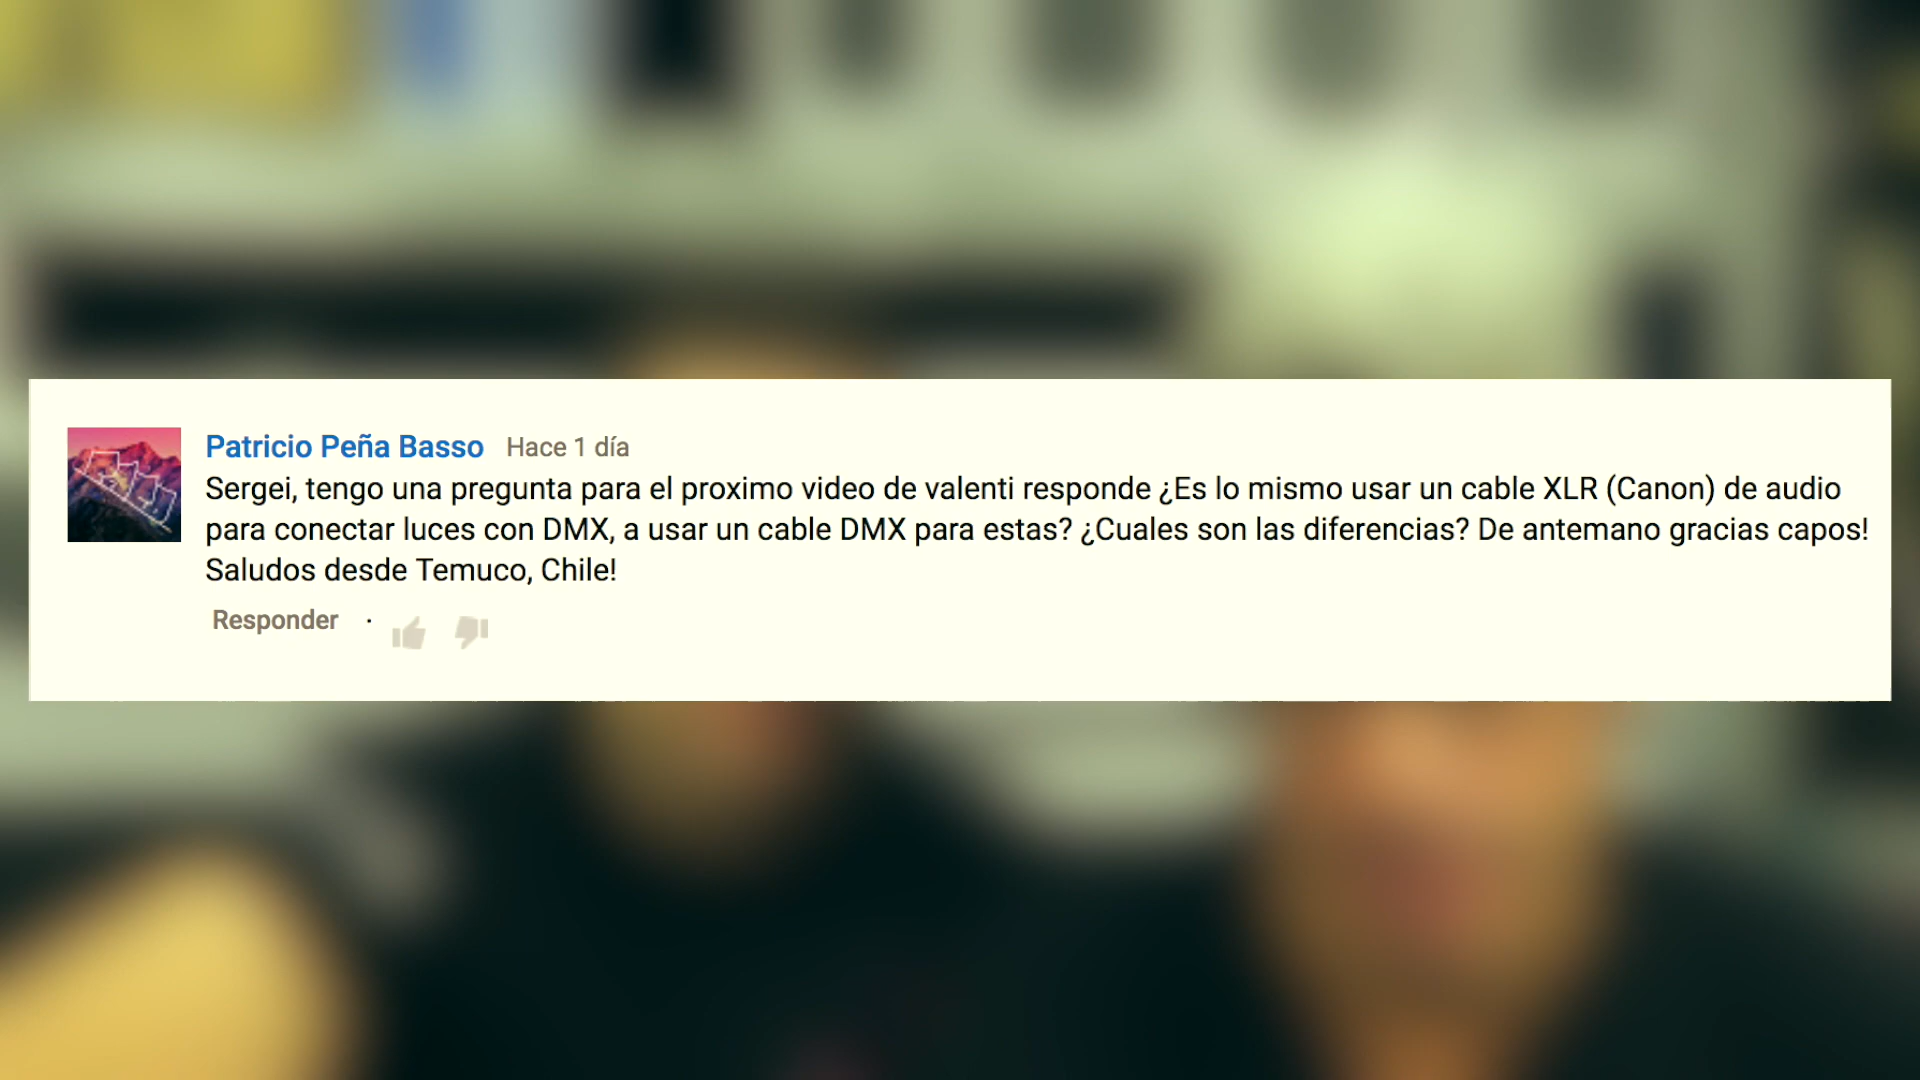 Patricio Peña Basso Hace 1 día
Sergei, tengo una pregunta para el proximo video de valenti responde ¿Es lo mismo usar un cable XLR (Canon) de audio
para conectar luces con DMX, a usar un cable DMX para estas? ¿Cuales son las diferencias? De antemano gracias capos!
Saludos desde Temuco, Chile!
Responder ·